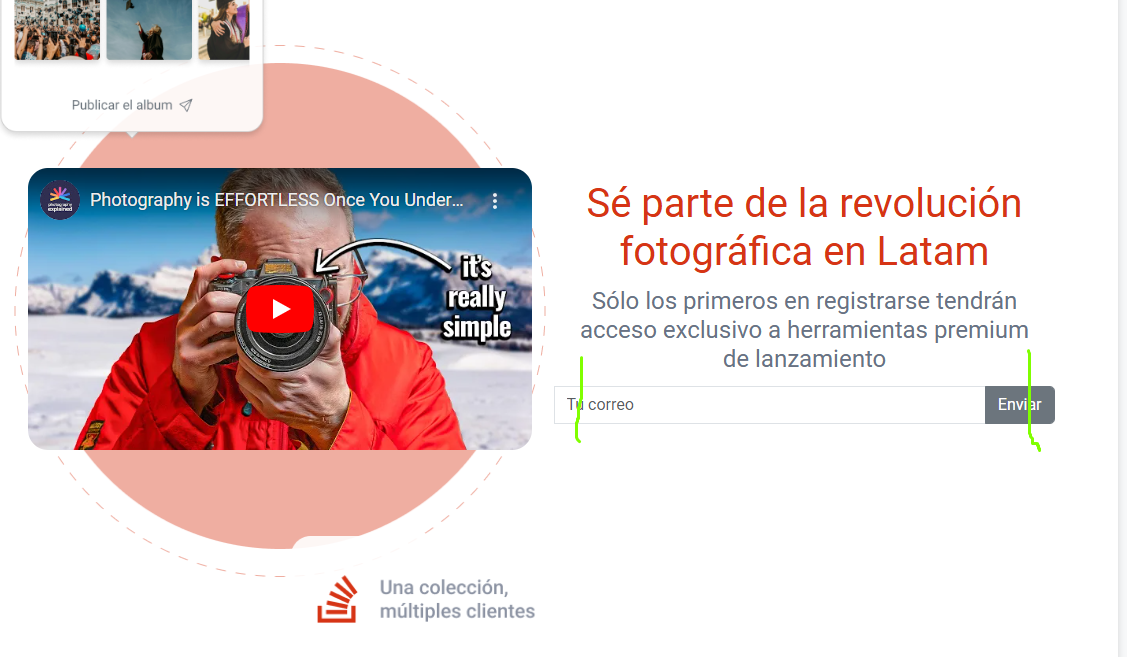 Publicar el album
photography
explained
Photography is EFFORTLESS Once You Under...
it's
really
simple
Sé parte de la revolución
fotográfica en Latam
Sólo los primeros en registrarse tendrán
acceso exclusivo a herramientas premium
de lanzamiento
Tu correo
Enviar
Una colección,
múltiples clientes